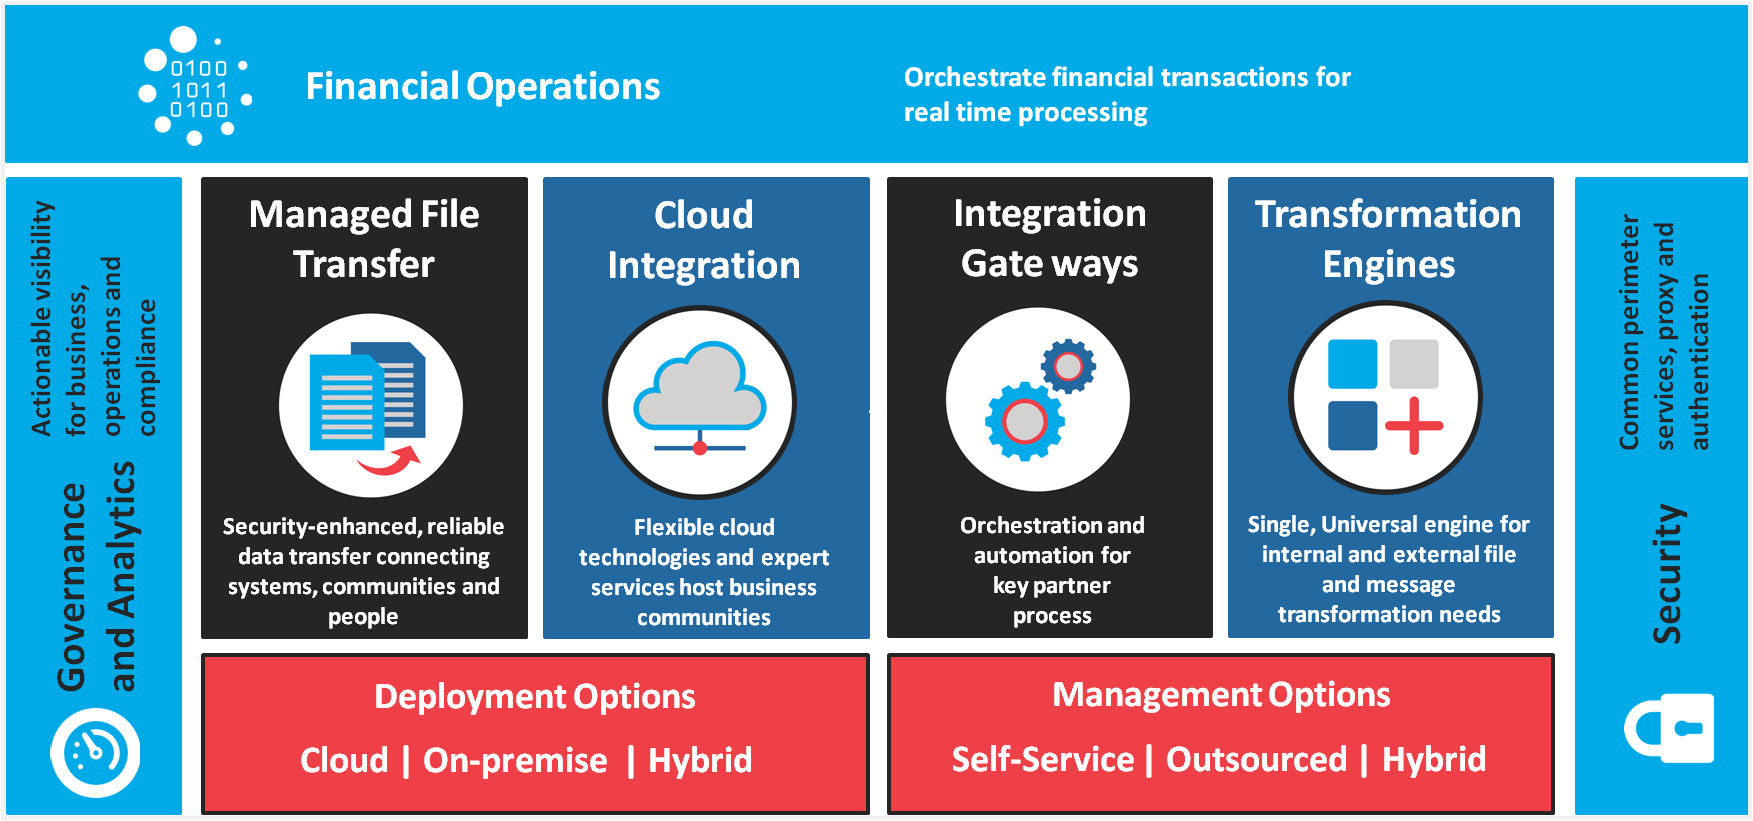 0100
1011
0100
Financial Operations
Orchestrate financial transactions for
real time processing
Actionable visibility
for business,
operations and
compliance
Governance
and Analytics
Managed File
Transfer
Security-enhanced, reliable
data transfer connecting
systems, communities and
people
Cloud
Integration
Flexible cloud
technologies and expert
services host business
communities
Integration
Gate ways
Orchestration and
automation for
key partner
process
Transformation
Engines
Single, Universal engine for
internal and external file
and message
transformation needs
Common perimeter
services, proxy and
authentication
Security
Deployment Options
Cloud | On-premise | Hybrid
Management Options
Self-Service | Outsourced | Hybrid